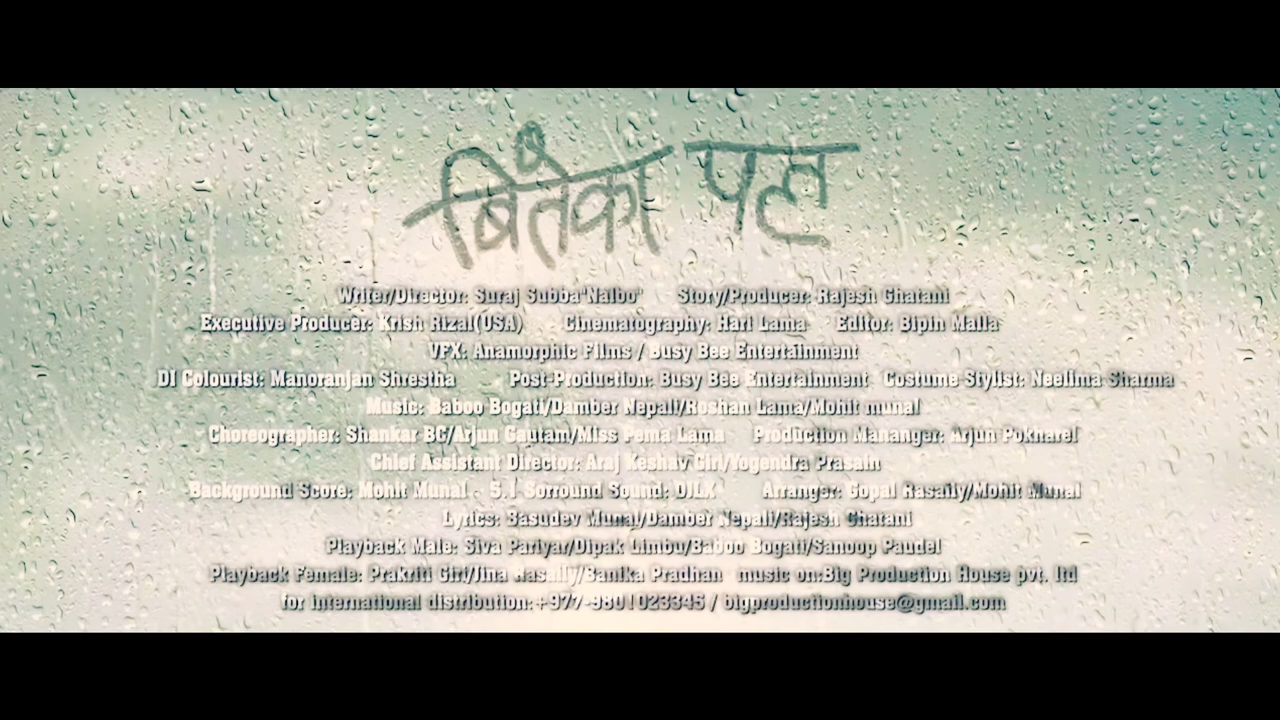 बितेका पल
Writer/Director: Suraj Subba"Nalbo" Story/Producer: Rajesh Ghatani
Executive Producer: Krish Rizal(USA) Cinematography: Hari Lama Editor: Bipin Malla
VFX: Anamorphic Films / Busy Bee Entertainment
DI Colourist: Manoranjan Shrestha Post-Production: Busy Bee Entertainment Costume Stylist: Neelima Sharma
Music: Baboo Bogati/Damber Nepali/Roshan Lama/Mohit munal
Choreographer: Shankar BC/Arjun Gautam/Miss Pema Lama Production Mananger: Arjun Pokharel
Chief Assistant Director: Araj Keshav Giri/Yogendra Prasain
Background Score: Mohit Munal - 5.1 Sorround Sound: DJLX Arranger: Gopal Rasaily/Mohit Munal
Lyrics: Basudev Munal/Damber Nepali/Rajesh Ghatani
Playback Male: Siva Pariyar/Dipak Limbu/Baboo Bogati/Sanoop Paudel
Playback Female: Prakriti Giri/Jina Rasaily/Banika Pradhan music on:Big Production House pvt. ltd
for international distribution:+977-9801023345 / bigproductionhouse@gmail.com